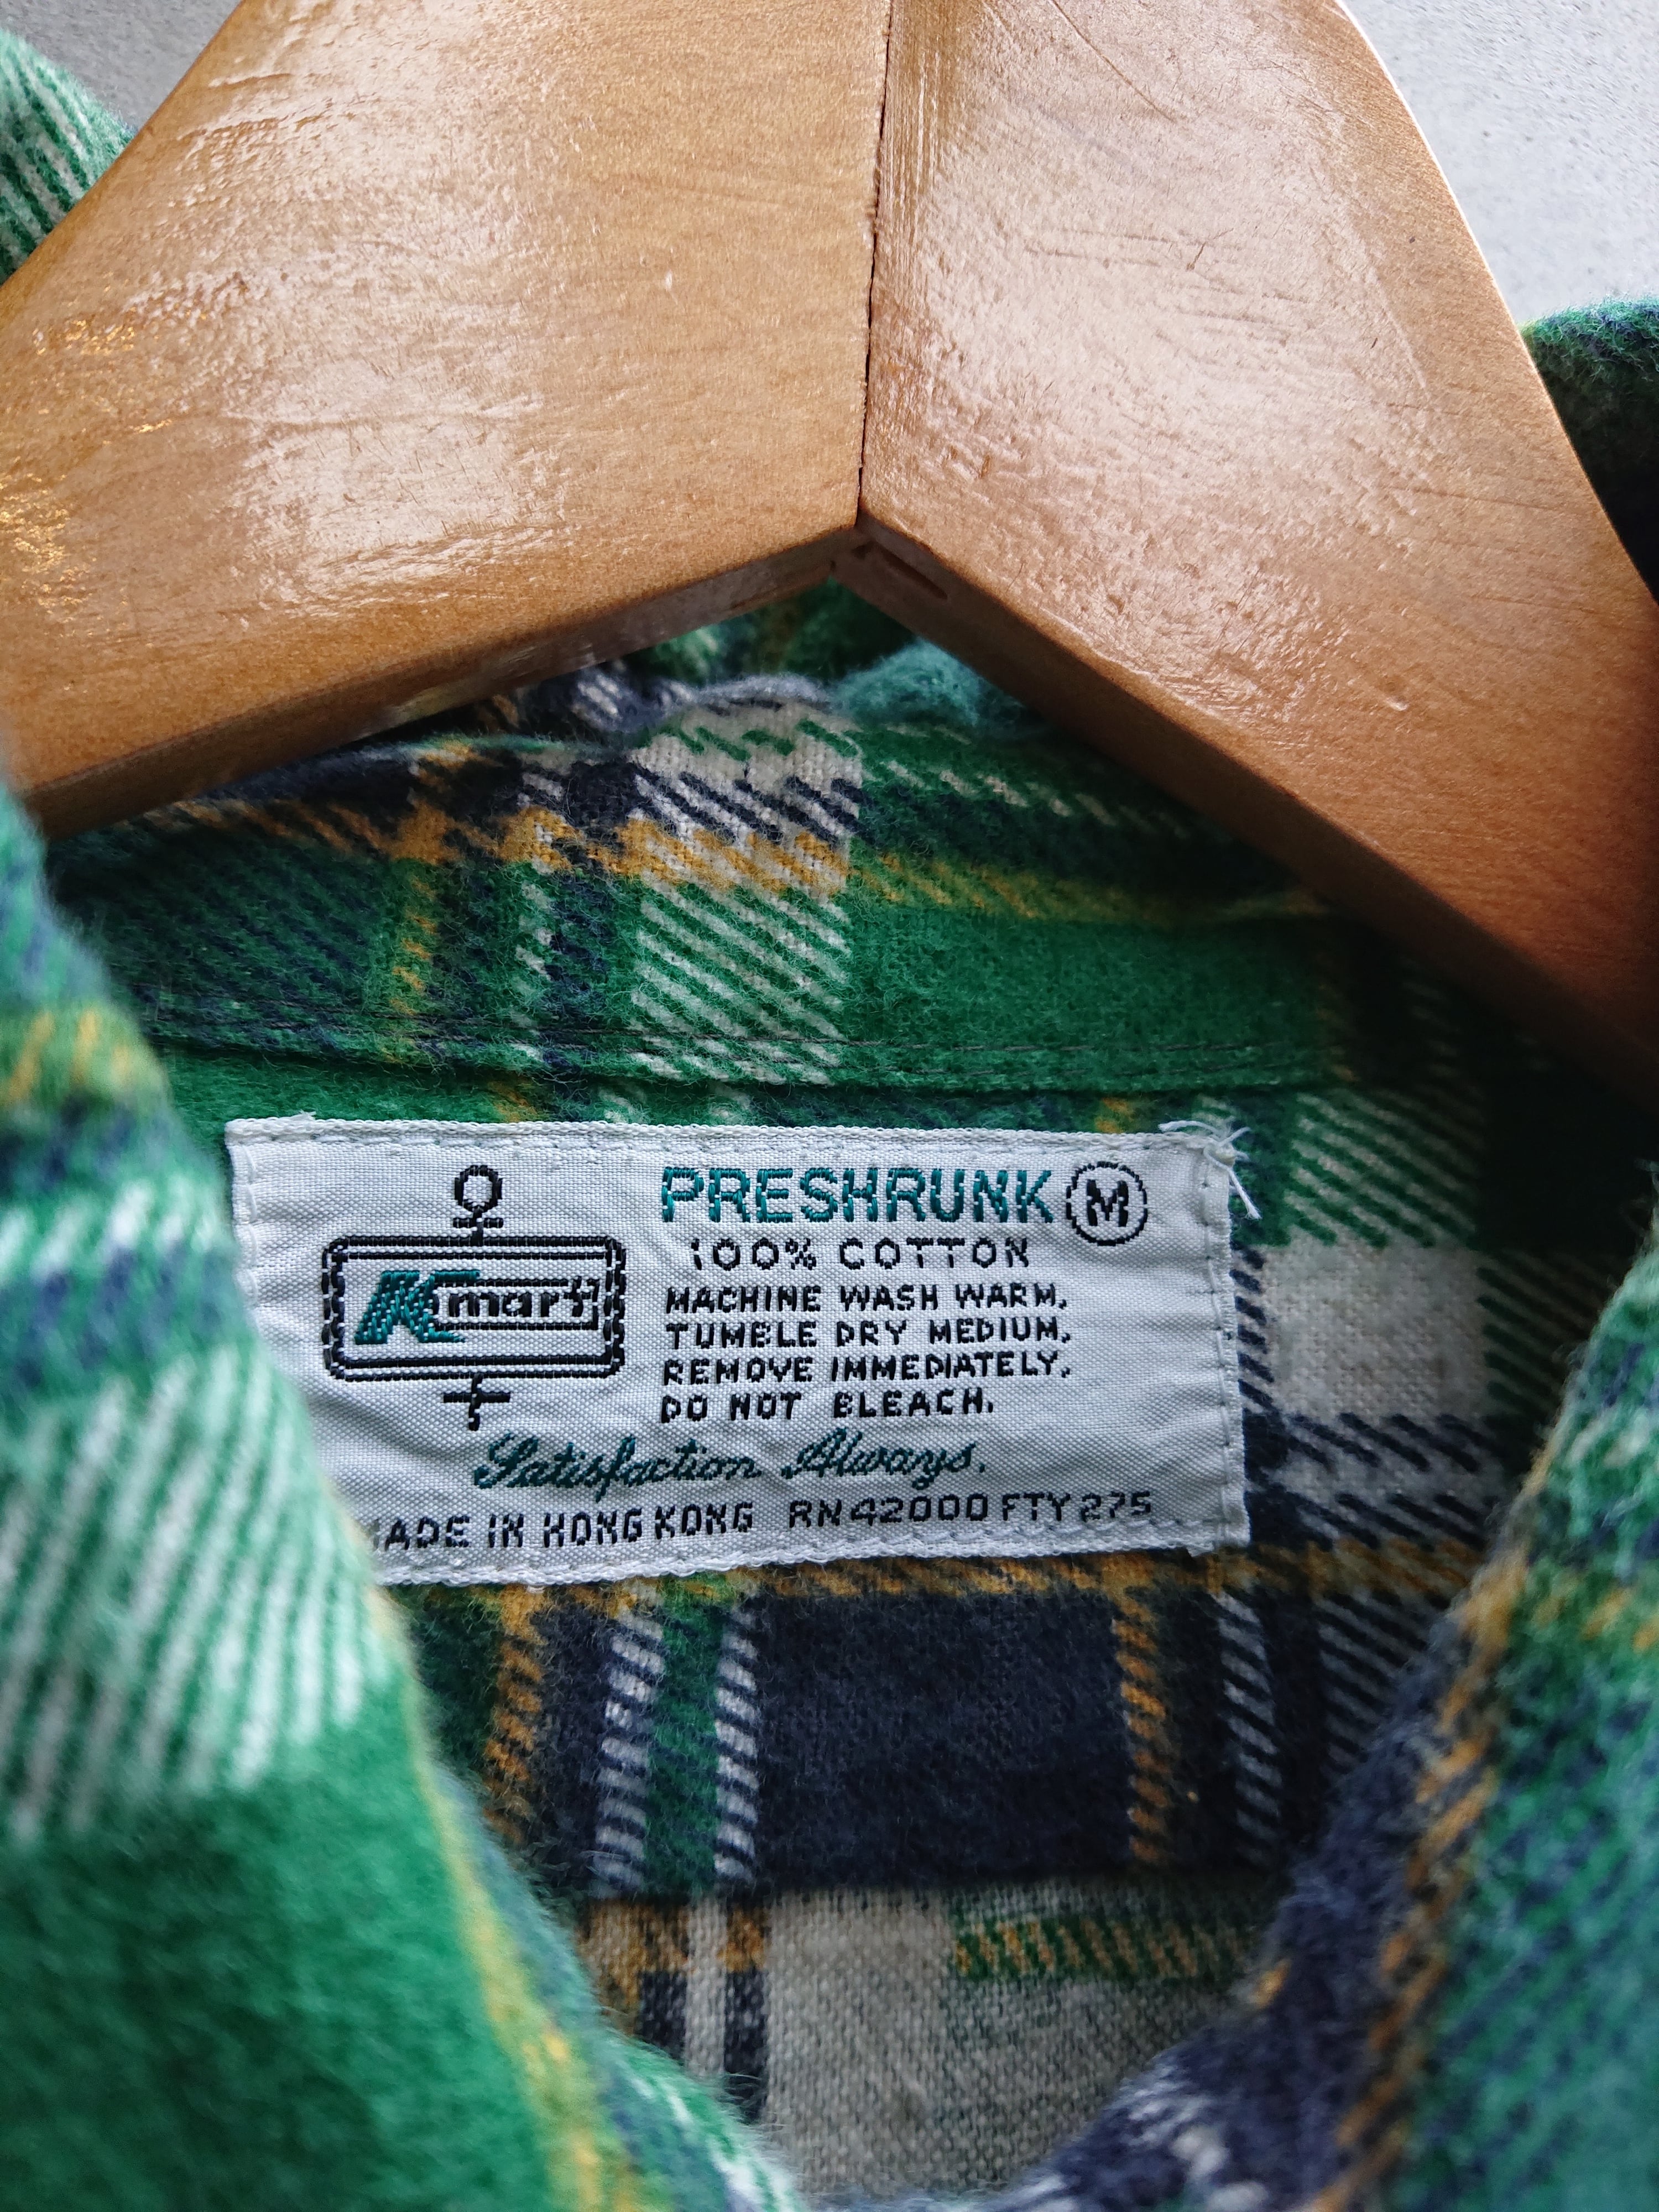 PRESHRUNK M
100% COTTON
Kmart
MACHINE WASH WARM,
TUMBLE DRY MEDIUM,
REMOVE IMMEDIATELY,
DO NOT BLEACH.
Satisfaction Always.
MADE IN HONG KONG RN42000 FTY 275